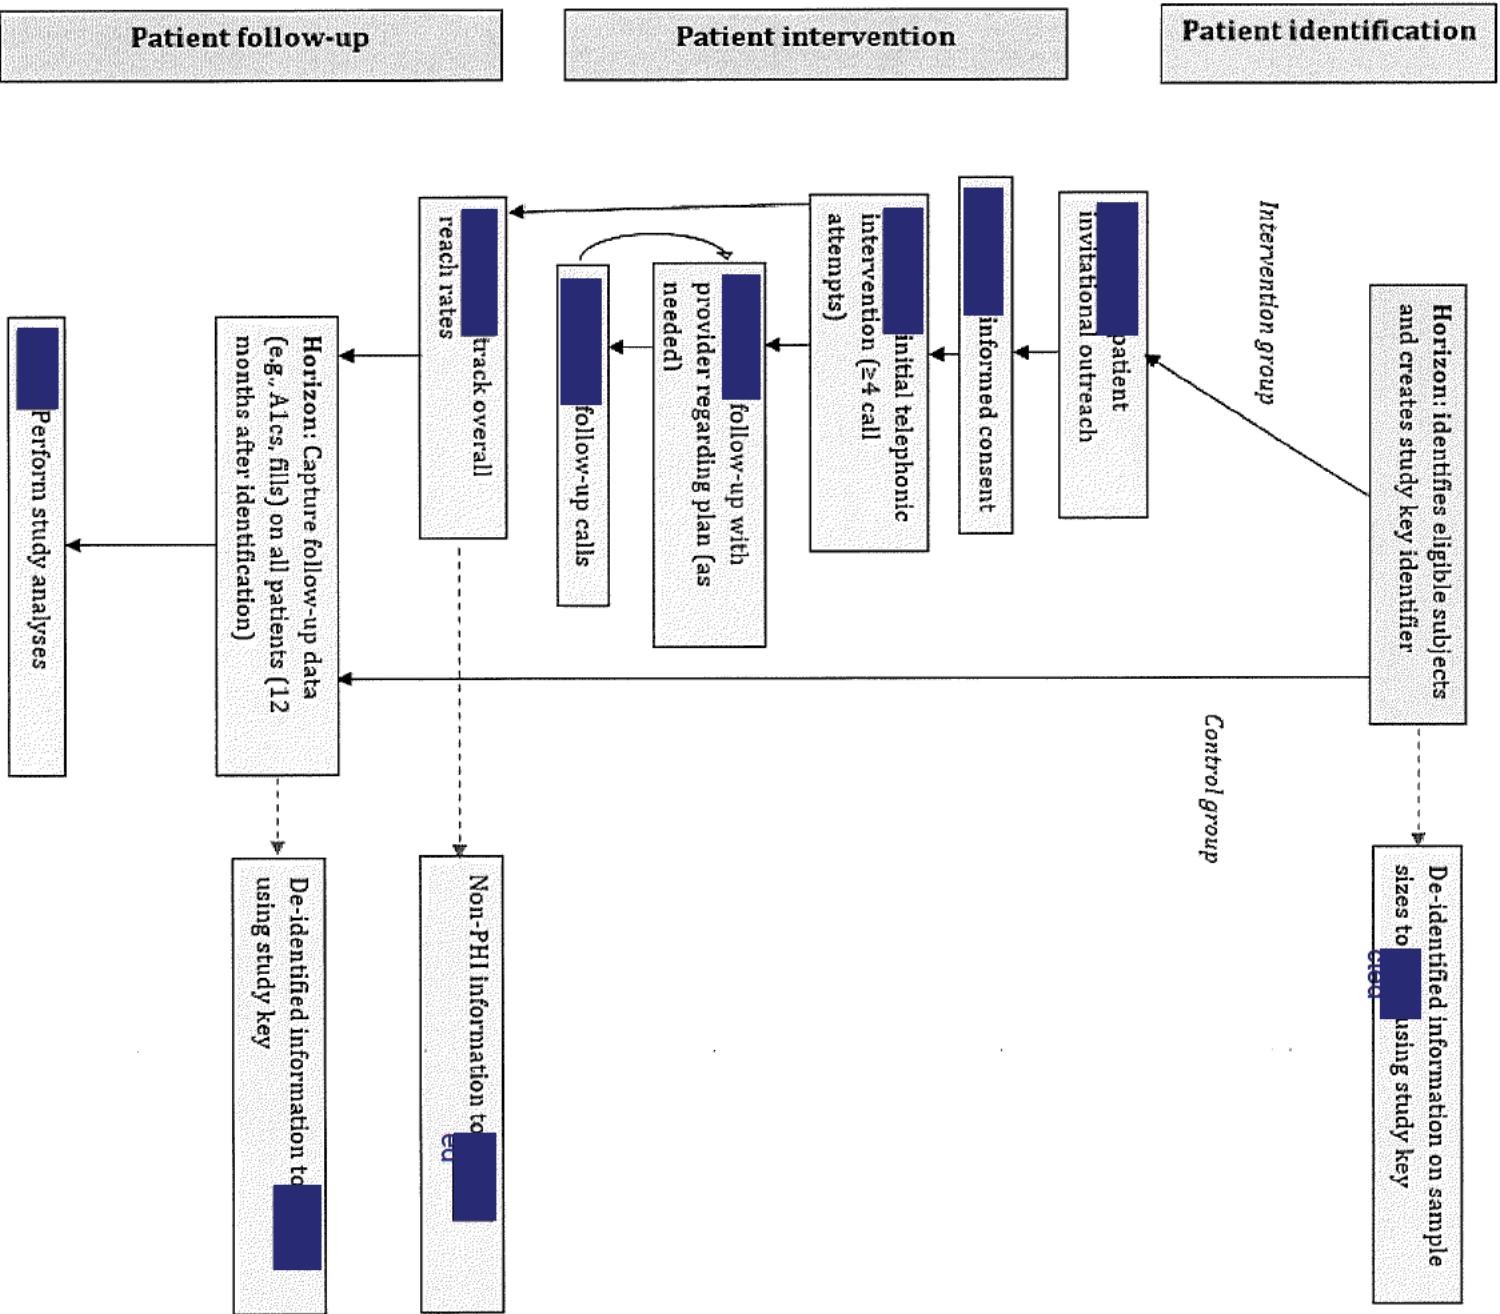 Patient identification
Patient intervention
Patient follow-up
Horizon: identifies eligible subjects
and creates study key identifier
De-identified information on sample
sizes to
using study key
Intervention group
Control group
patient
invitational outreach
informed consent
initial telephonic
intervention (≥4 call
attempts)
follow-up with
provider regarding plan (as
needed)
follow-up calls
track overall
reach rates
Non-PHI information to
ed
Horizon: Capture follow-up data
(e.g., A1cs, fills) on all patients (12
months after identification)
De-identified information to
using study key
Perform study analyses